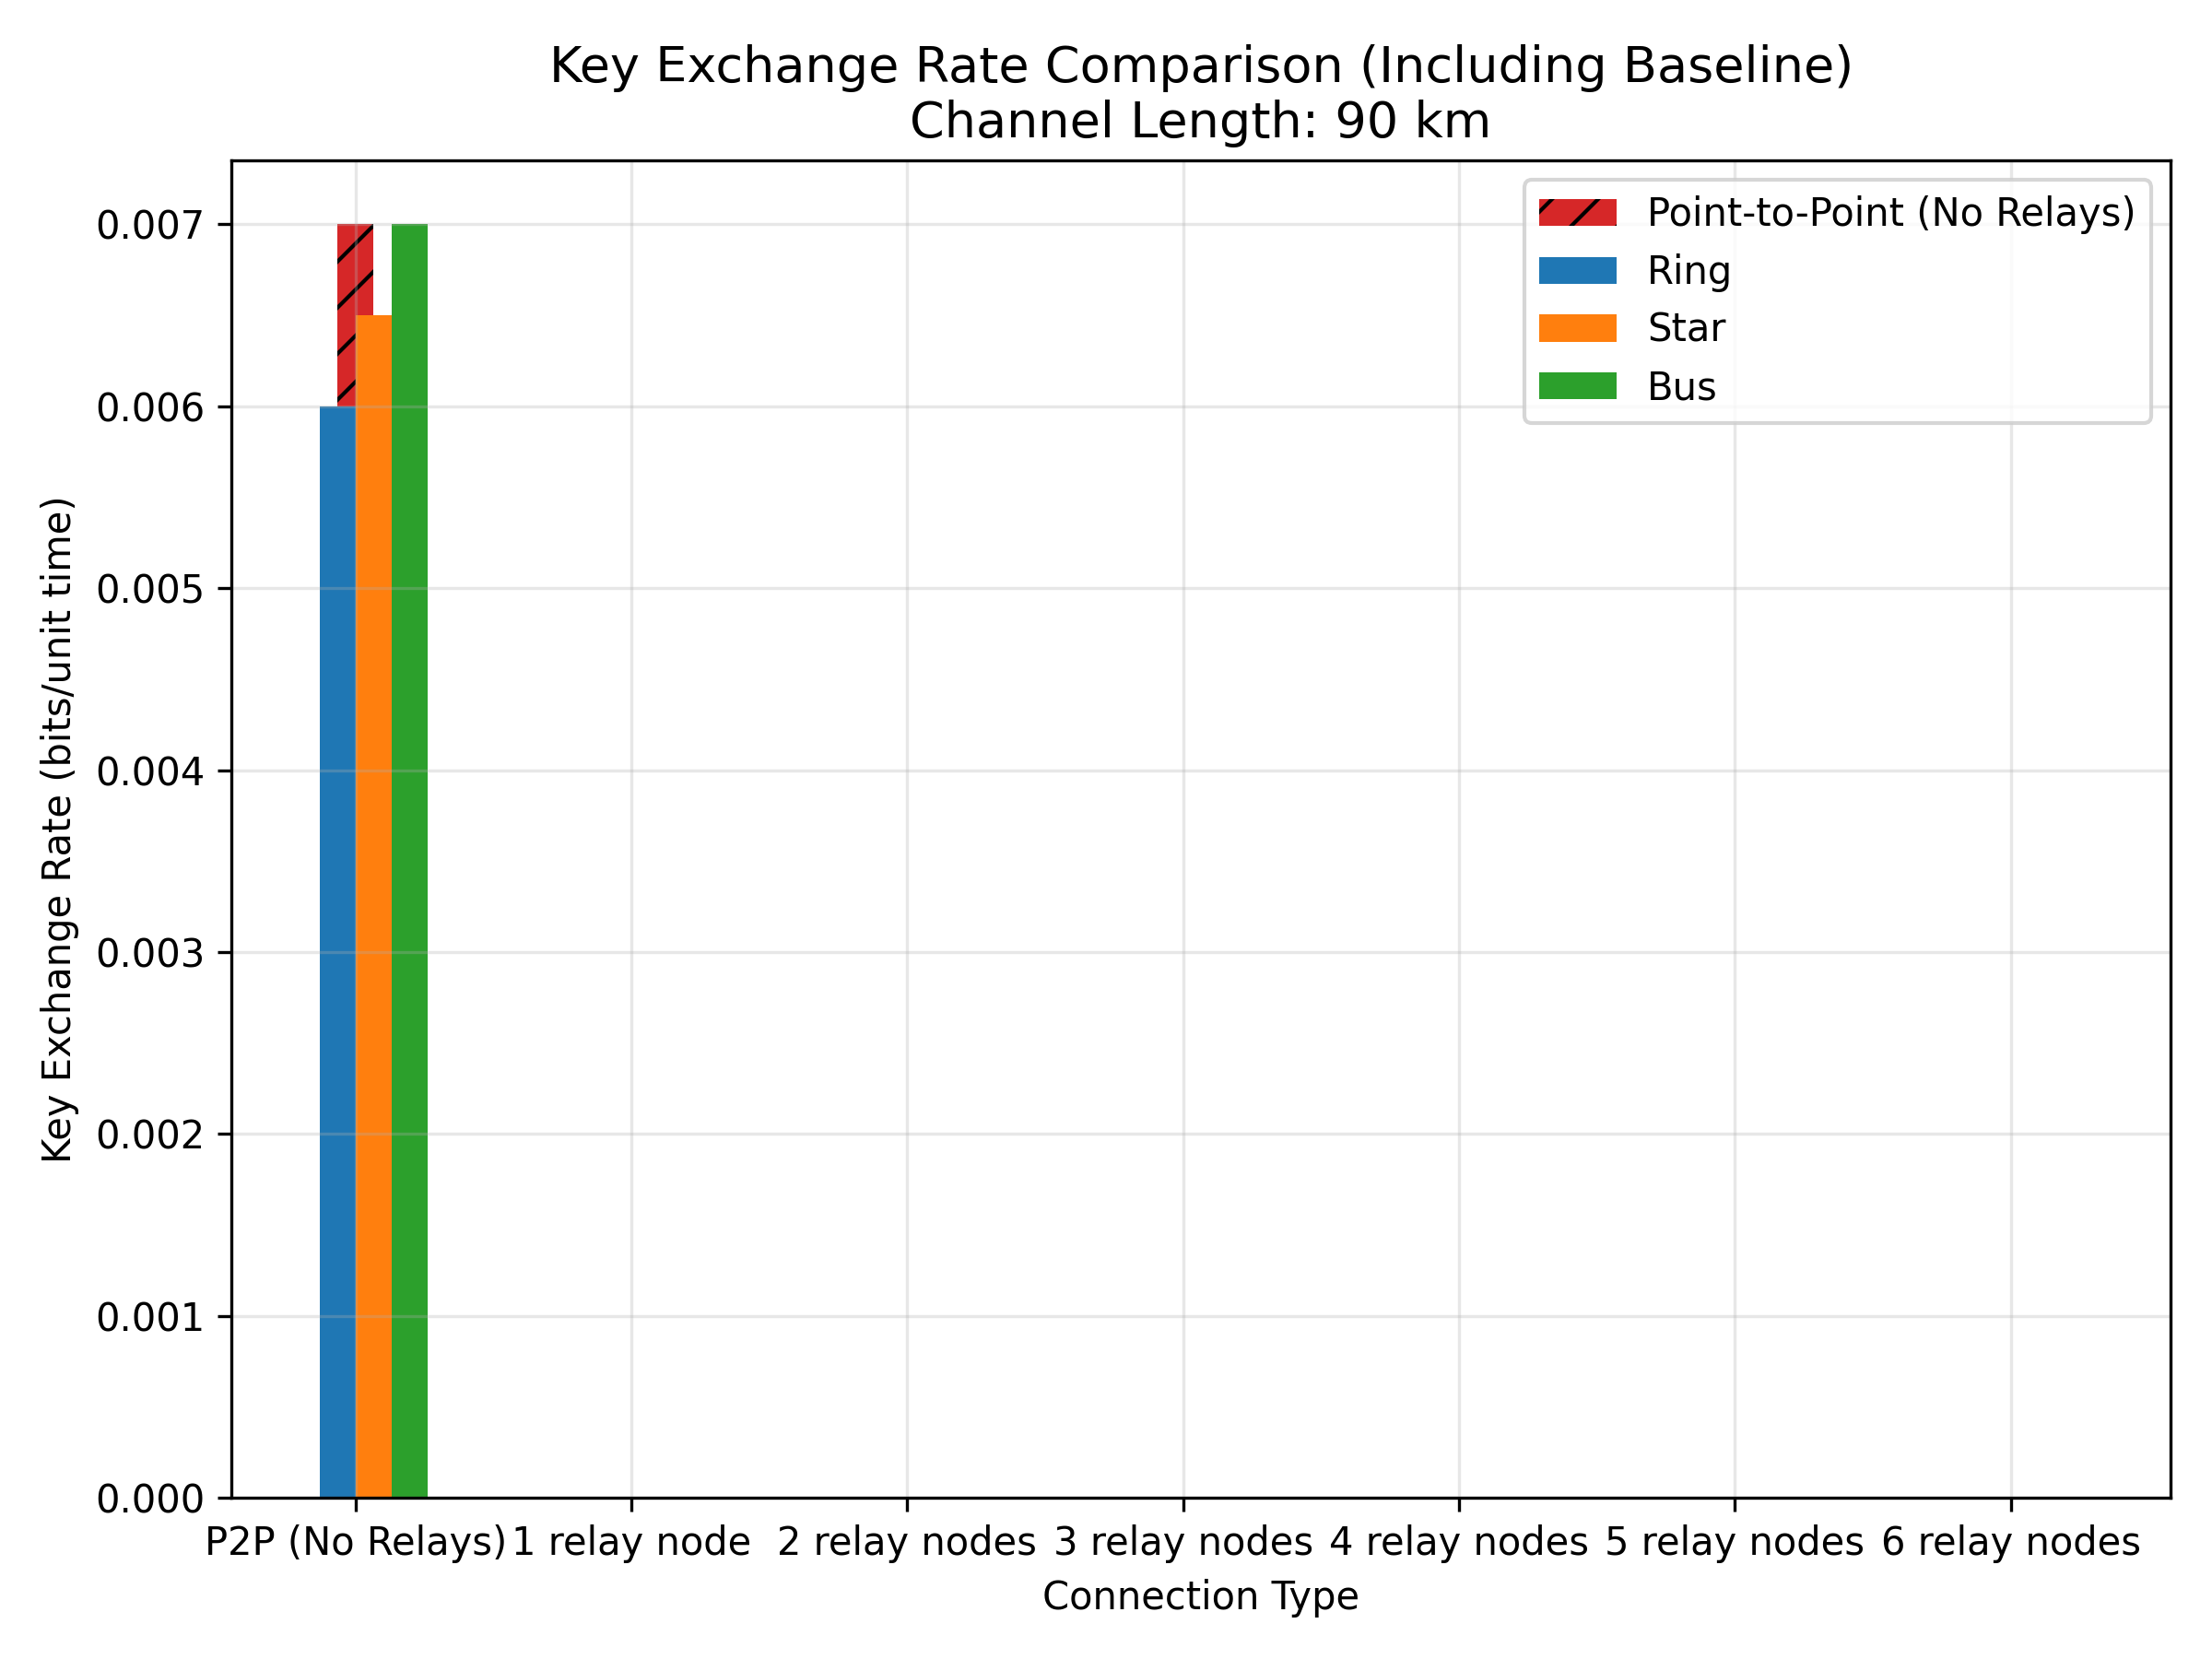 Key Exchange Rate Comparison (Including Baseline)
Channel Length: 90 km
Point-to-Point (No Relays)
Ring
Star
Bus
Key Exchange Rate (bits/unit time)
0.007
0.006
0.005
0.004
0.003
0.002
0.001
0.000
P2P (No Relays) 1 relay node 2 relay nodes 3 relay nodes 4 relay nodes 5 relay nodes 6 relay nodes
Connection Type